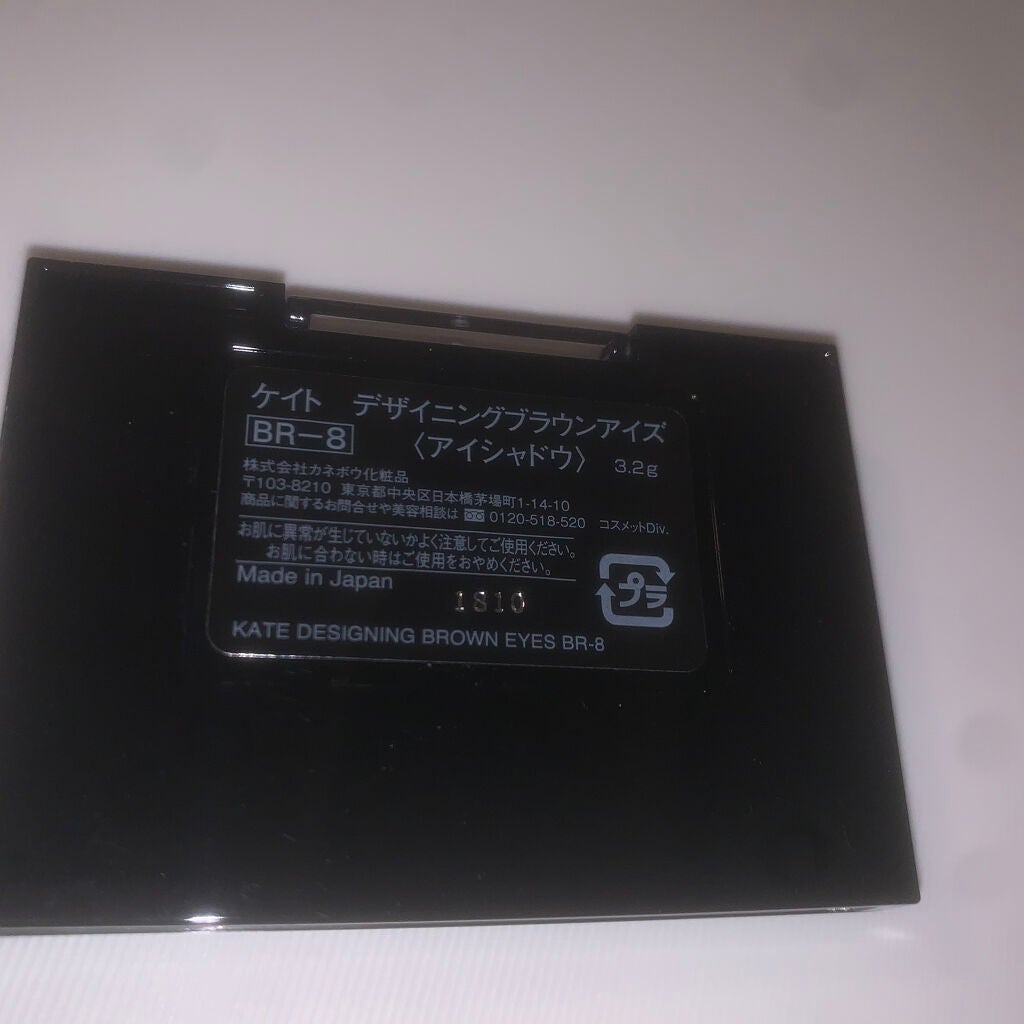 ケイト デザイニングブラウンアイズ
BR-8 〈アイシャドウ〉 3.2g
株式会社カネボウ化粧品
〒103-8210 東京都中央区日本橋茅場町1-14-10
商品に関するお問合せや美容相談は 0120-518-520 コスメットDiv.
お肌に異常が生じていないかよく注意してご使用ください。
お肌に合わない時はご使用をおやめください。
Made in Japan
1S10
プラ
KATE DESIGNING BROWN EYES BR-8